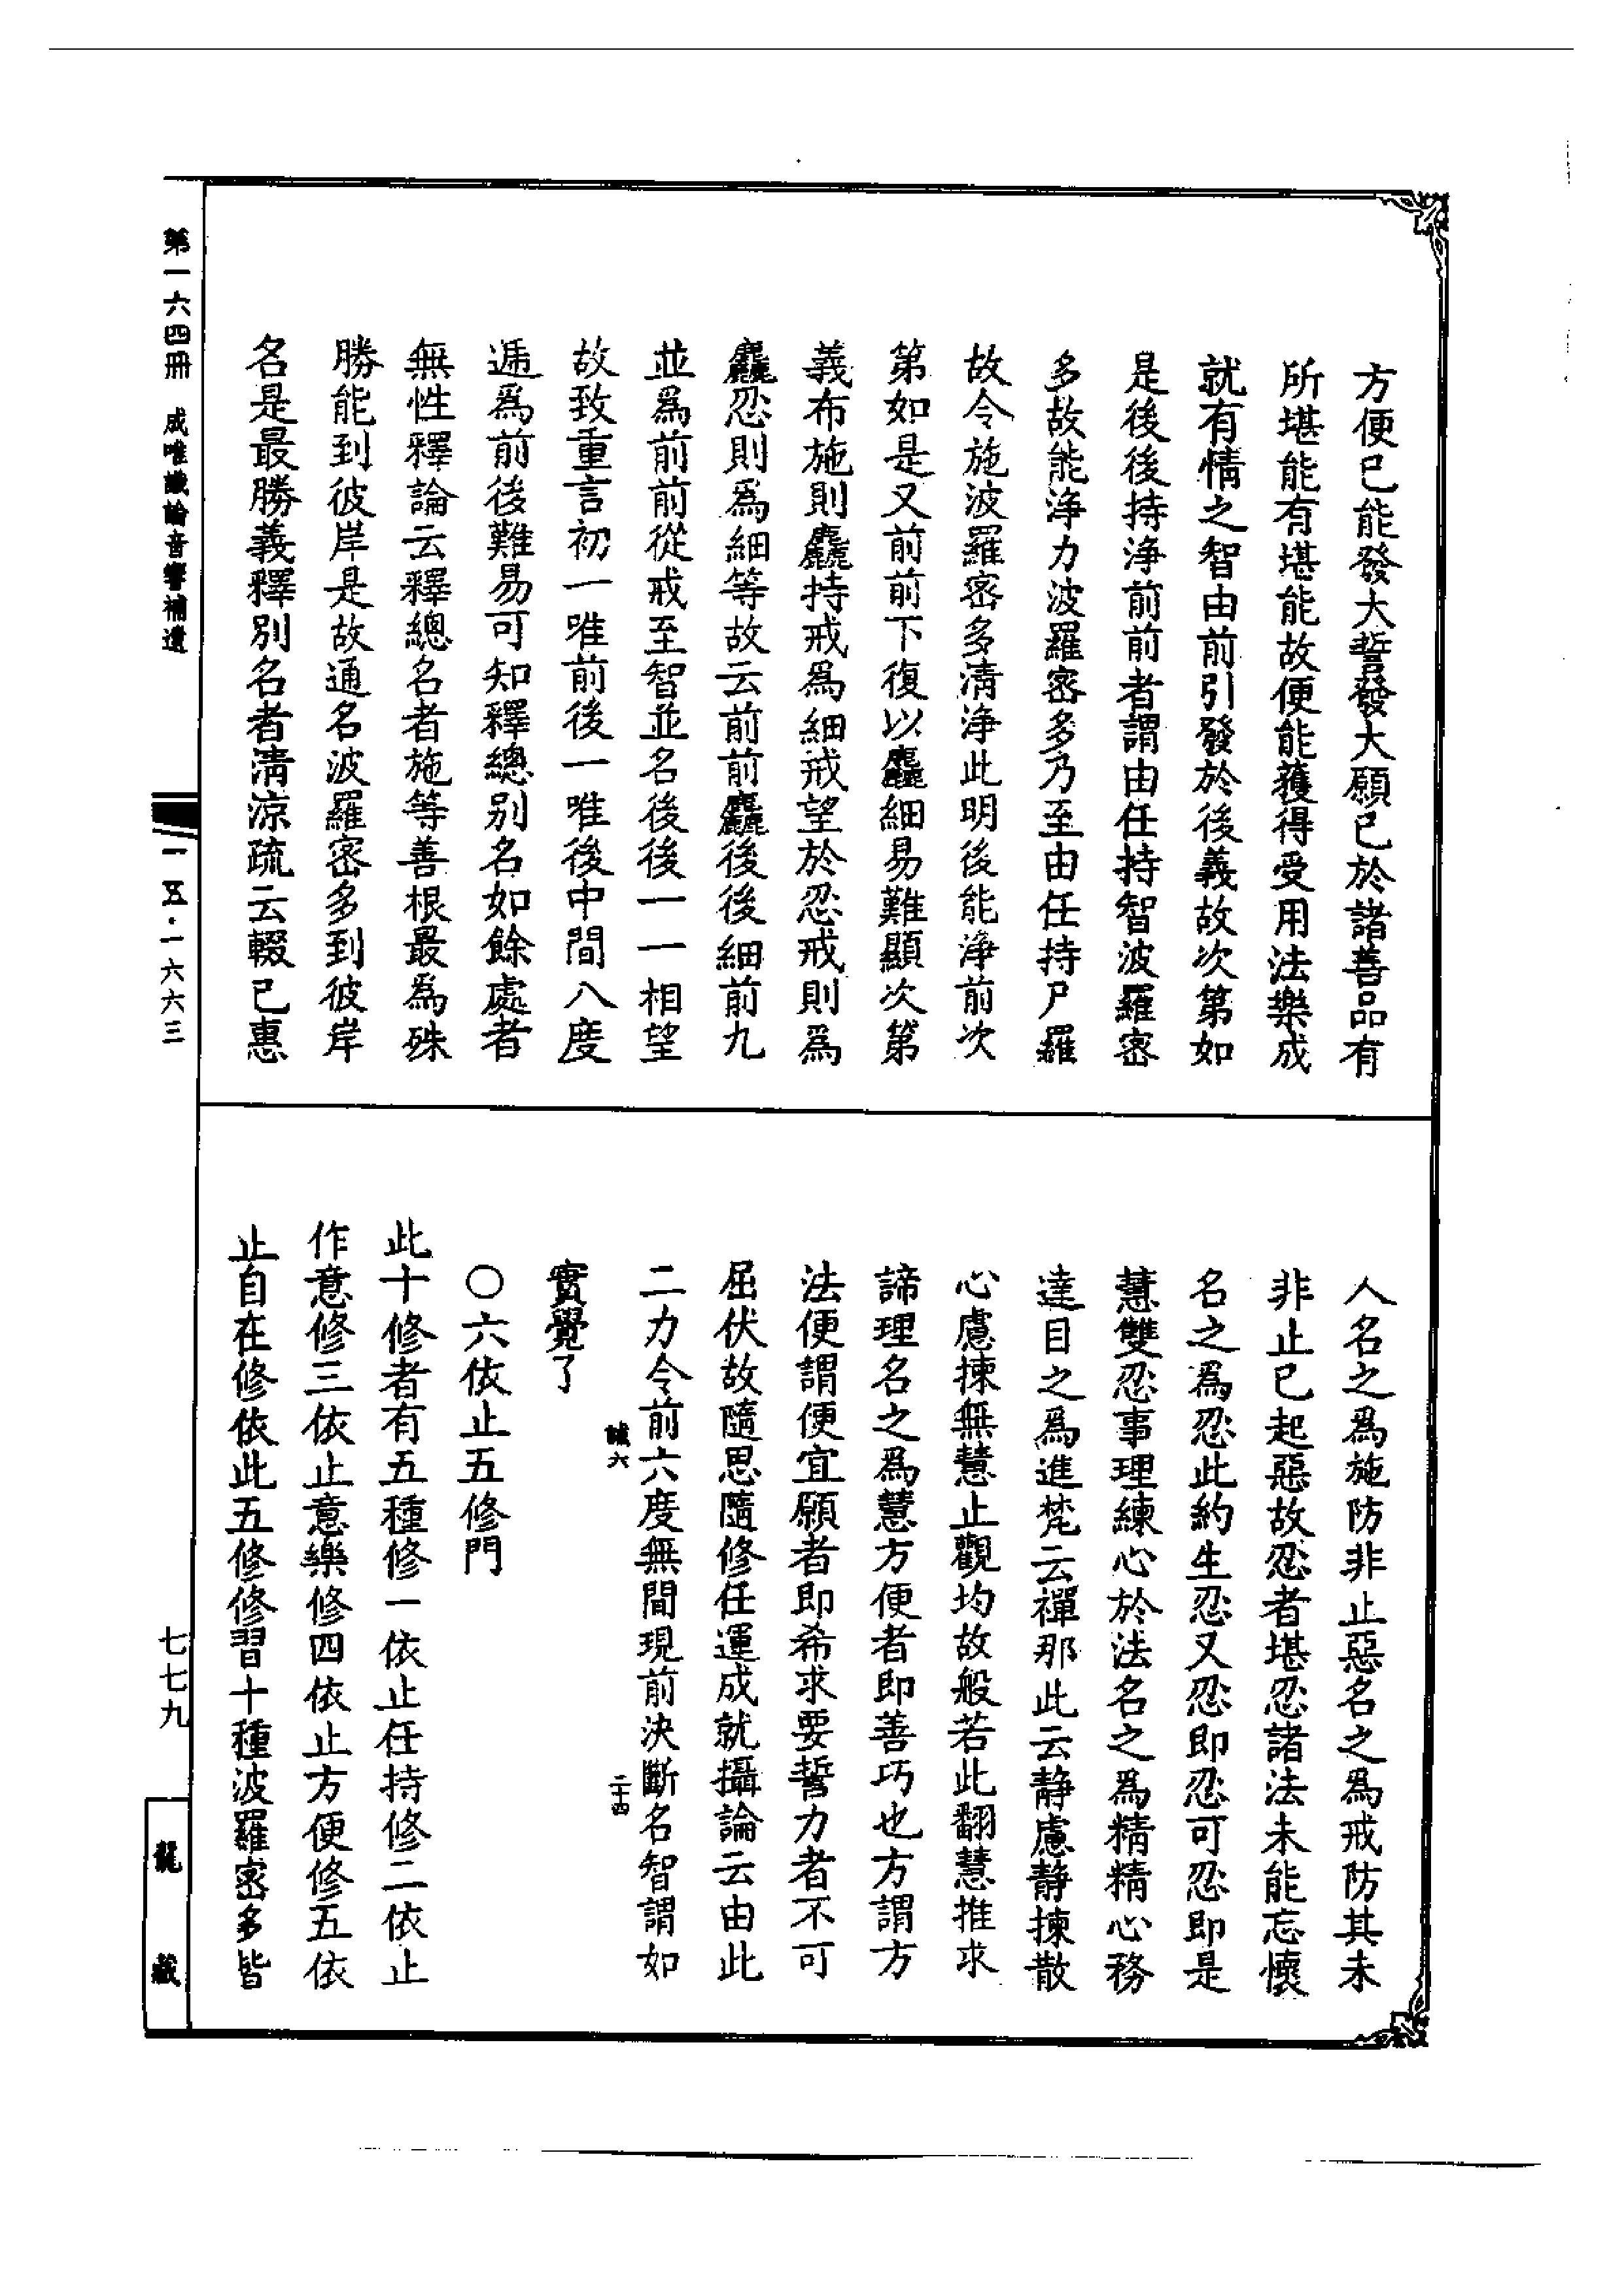 方便已能發大誓發大願已於諸善品有
所堪能有堪能故便能獲得受用法樂成
就有情之智由前引發於後義故次第如
是後後持淨前前者謂由任持智波羅密
多故能淨力波羅密多乃至由任持尸羅
故令施波羅密多清淨此明後能淨前次
第如是又前前下復以麤細易難顯次第
義布施則麤持戒爲細戒望於忍戒則爲
麤忍則爲細等故云前前麤後後細前九
並爲前前從戒至智並名後後一一相望
故致重言初一唯前後一唯後中間八度
遞爲前後難易可知釋總別名如餘處者
無性釋論云釋總名者施等善根最爲殊
勝能到彼岸是故通名波羅密多到彼岸
名是最勝義釋別名者清涼疏云輟已惠
人名之爲施防非止惡名之爲戒防其未
非止已起惡故忍者堪忍諸法未能忘懷
名之爲忍此約生忍又忍即忍可忍即是
慧雙忍事理練心於法名之爲精精心務
達目之爲進梵云禪那此云靜慮靜揀散
心慮揀無慧止觀均故般若此翻慧推求
諦理名之爲慧方便者即善巧也方謂方
法便謂便宜願者即希求要誓力者不可
屈伏故隨思隨修任運成就攝論云由此
二力令前六度無間現前決斷名智謂如
誠六
二十四
實覺了
○六依止五修門
此十修者有五種修一依止任持修二依止
作意修三依止意樂修四依止方便修五依
止自在修依此五修修習十種波羅密多皆
第一六四冊 成唯識論音響補遺
一五·一六六三
七七九
龍藏